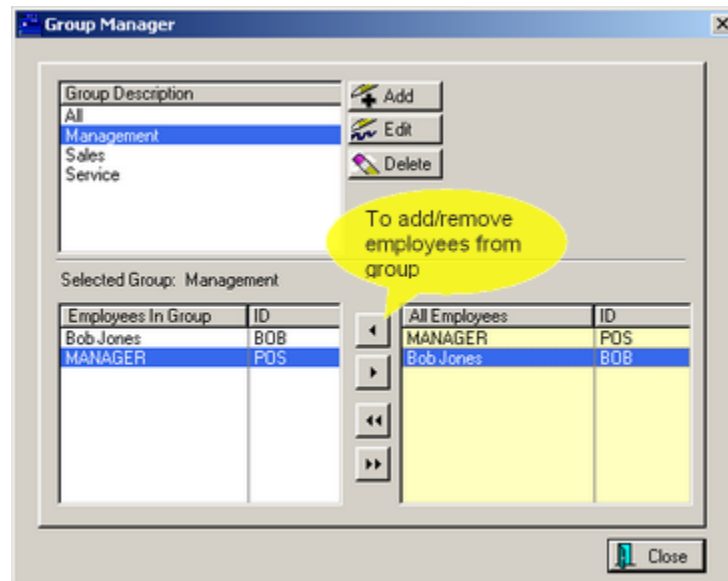 Group Manager
Group Description
All
Management
Sales
Service
Add
Edit
Delete
To add/remove
employees from
group
Selected Group: Management
Employees In Group ID
Bob Jones BOB
MANAGER POS
All Employees ID
MANAGER POS
Bob Jones BOB
Close